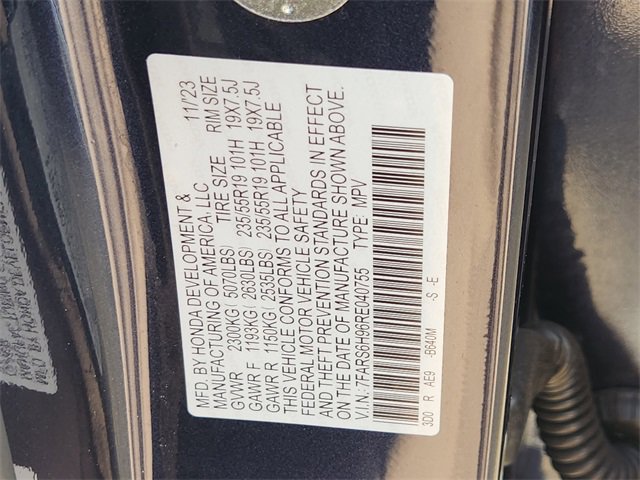 MFD. BY HONDA DEVELOPMENT & 11/23
MANUFACTURING OF AMERICA, LLC
GVWR 2300KG (5070LBS) TIRE SIZE RIM SIZE
GAWR F 1193KG (2630LBS) 235/55R19 101H 19X7.5J
GAWR R 1150KG (2535LBS) 235/55R19 101H 19X7.5J
THIS VEHICLE CONFORMS TO ALL APPLICABLE
FEDERAL MOTOR VEHICLE SAFETY
AND THEFT PREVENTION STANDARDS IN EFFECT
ON THE DATE OF MANUFACTURE SHOWN ABOVE.
V.I.N.: 7FARS6H96RE040755 TYPE: MPV
3D0 R AE9 -B640M -S -E